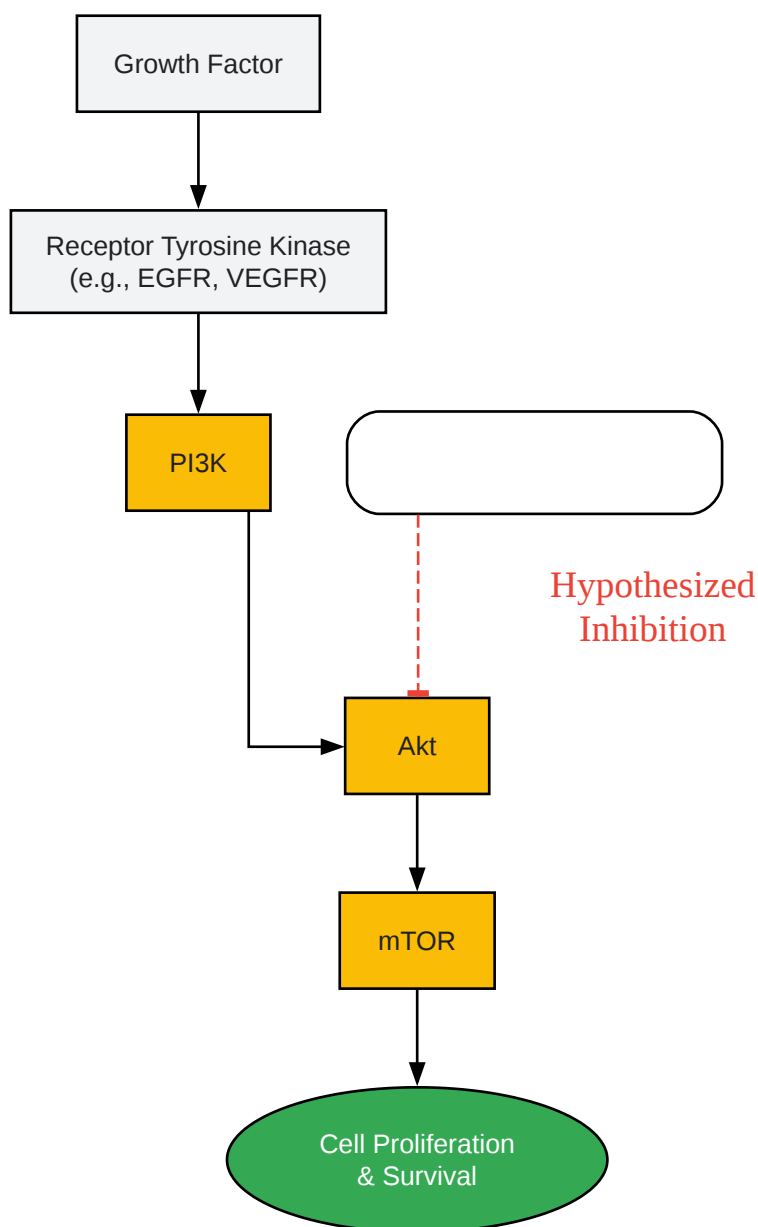 Growth Factor
Receptor Tyrosine Kinase
(e.g., EGFR, VEGFR)
PI3K
Hypothesized
Inhibition
Akt
mTOR
Cell Proliferation
& Survival